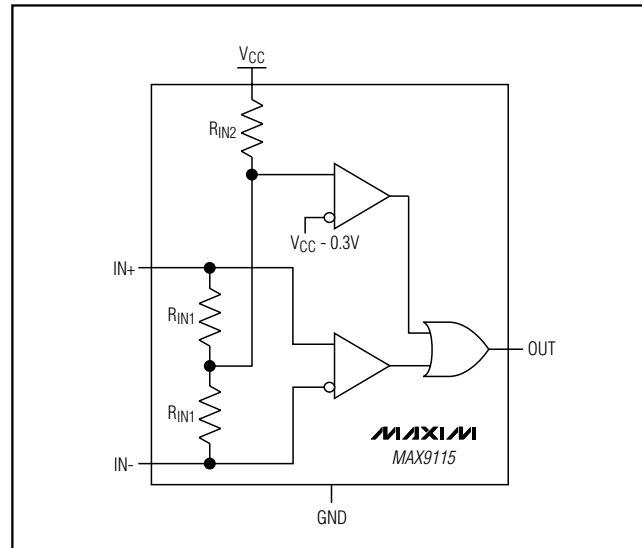 VCC
RIN2
VCC - 0.3V
IN+
RIN1
OUT
RIN1
MAXIM
MAX9115
IN-
GND